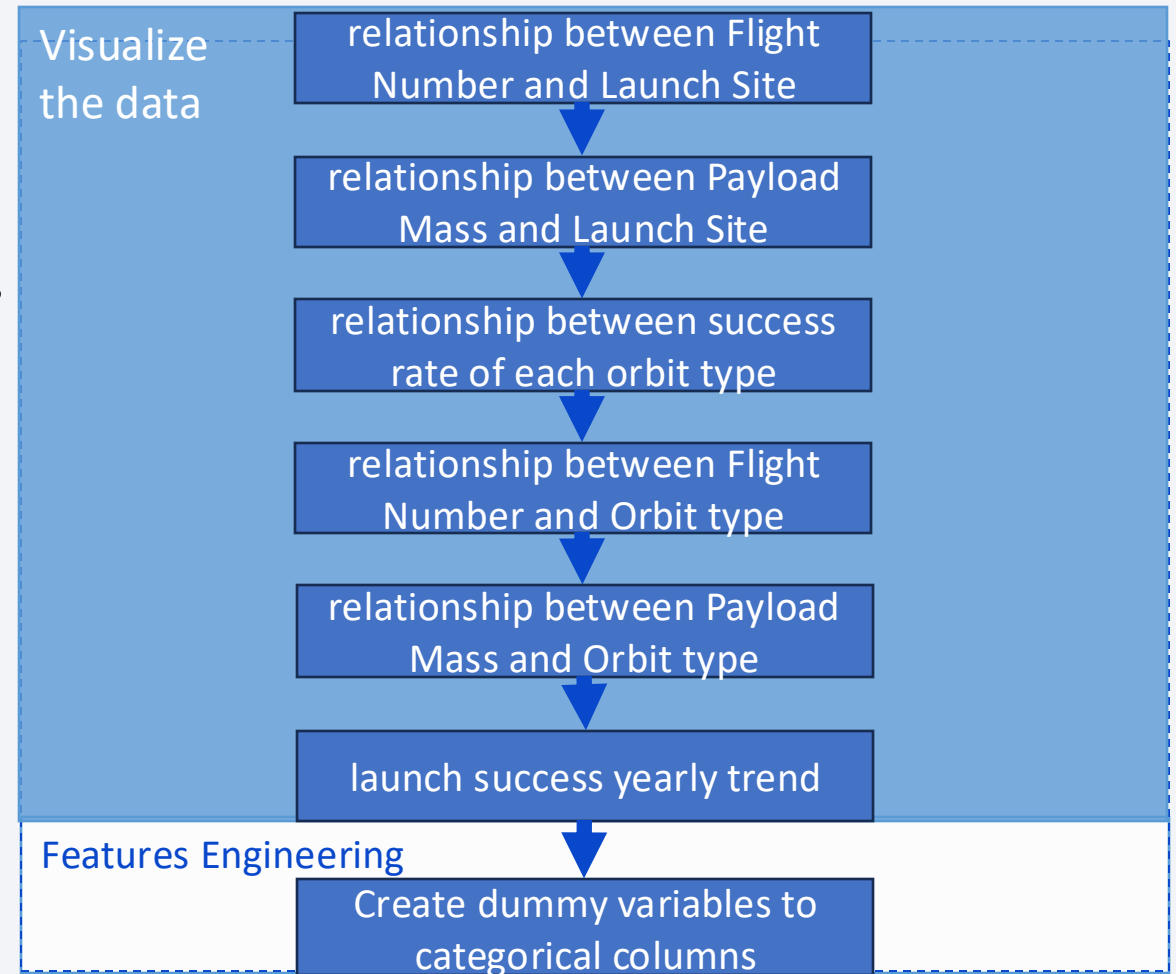 Visualize
the data
relationship between Flight
Number and Launch Site
relationship between Payload
Mass and Launch Site
relationship between success
rate of each orbit type
relationship between Flight
Number and Orbit type
relationship between Payload
Mass and Orbit type
launch success yearly trend
Features Engineering
Create dummy variables to
categorical columns